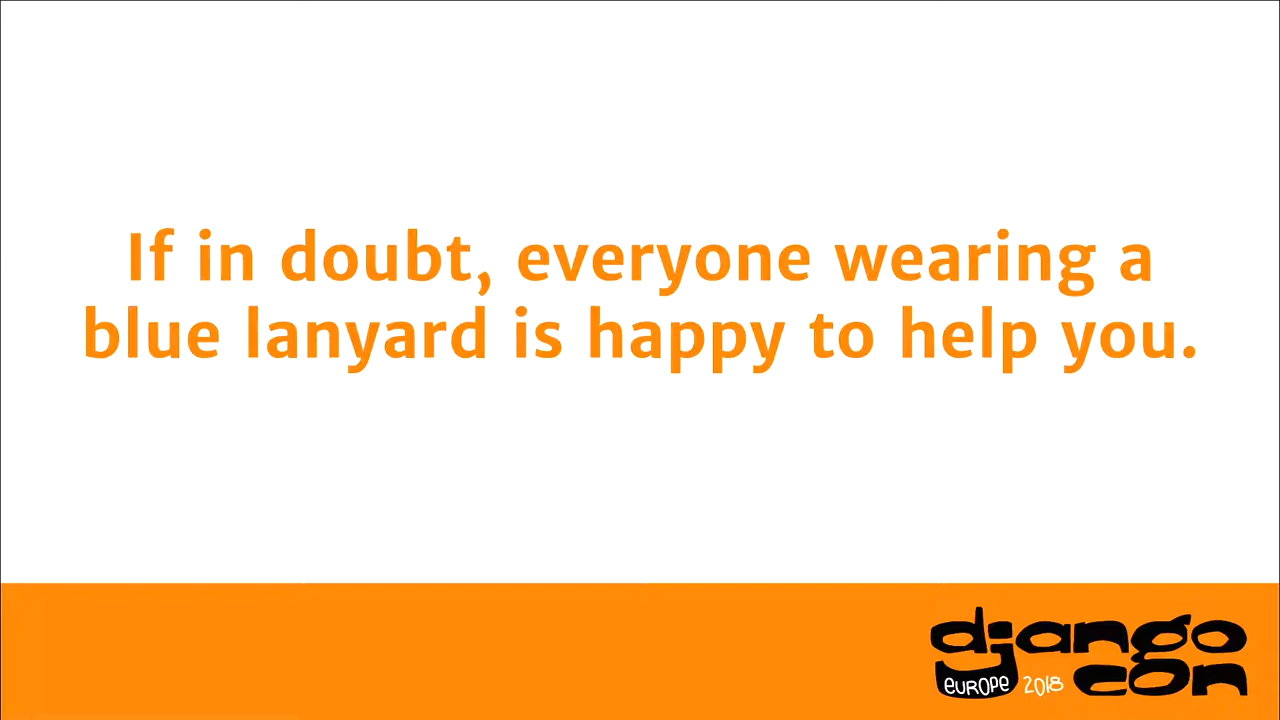 If in doubt, everyone wearing a
blue lanyard is happy to help you.
django
con
europe 2018